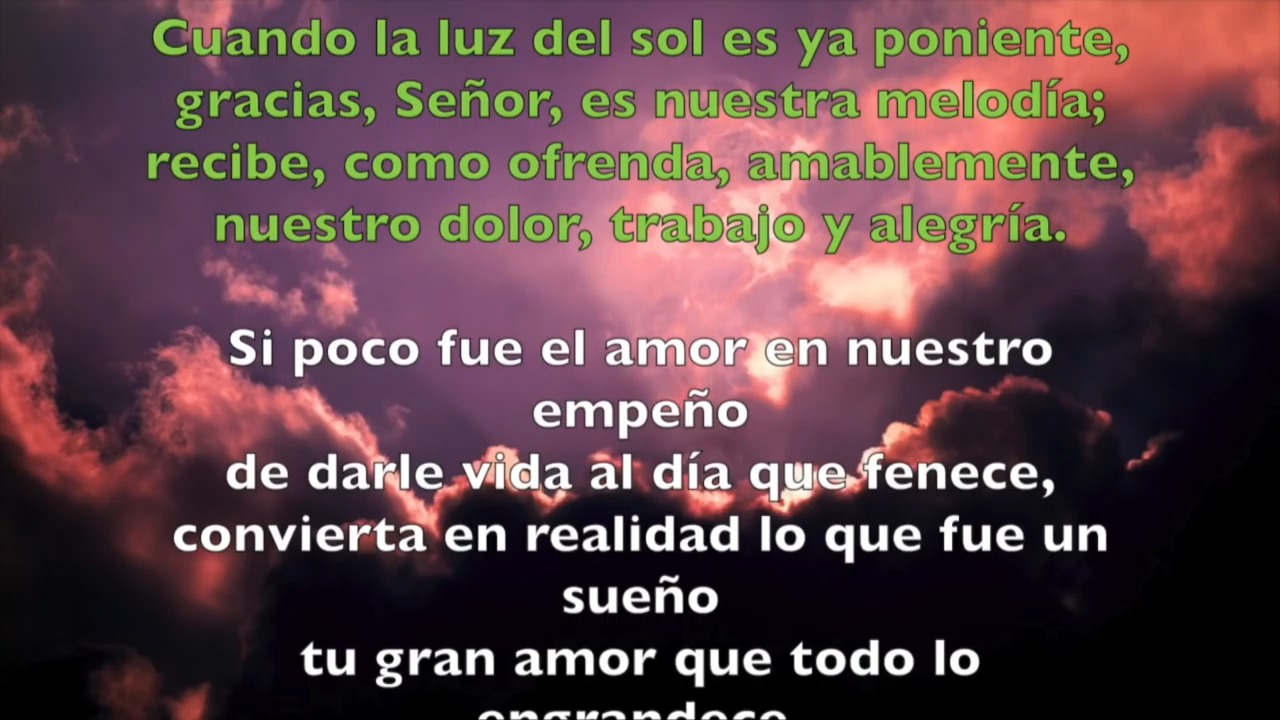 Cuando la luz del sol es ya poniente,
gracias, Señor, es nuestra melodía;
recibe, como ofrenda, amablemente,
nuestro dolor, trabajo y alegría.
Si poco fue el amor en nuestro
empeño
de darle vida al día que fenece,
convierta en realidad lo que fue un
sueño
tu gran amor que todo lo
engrandece.